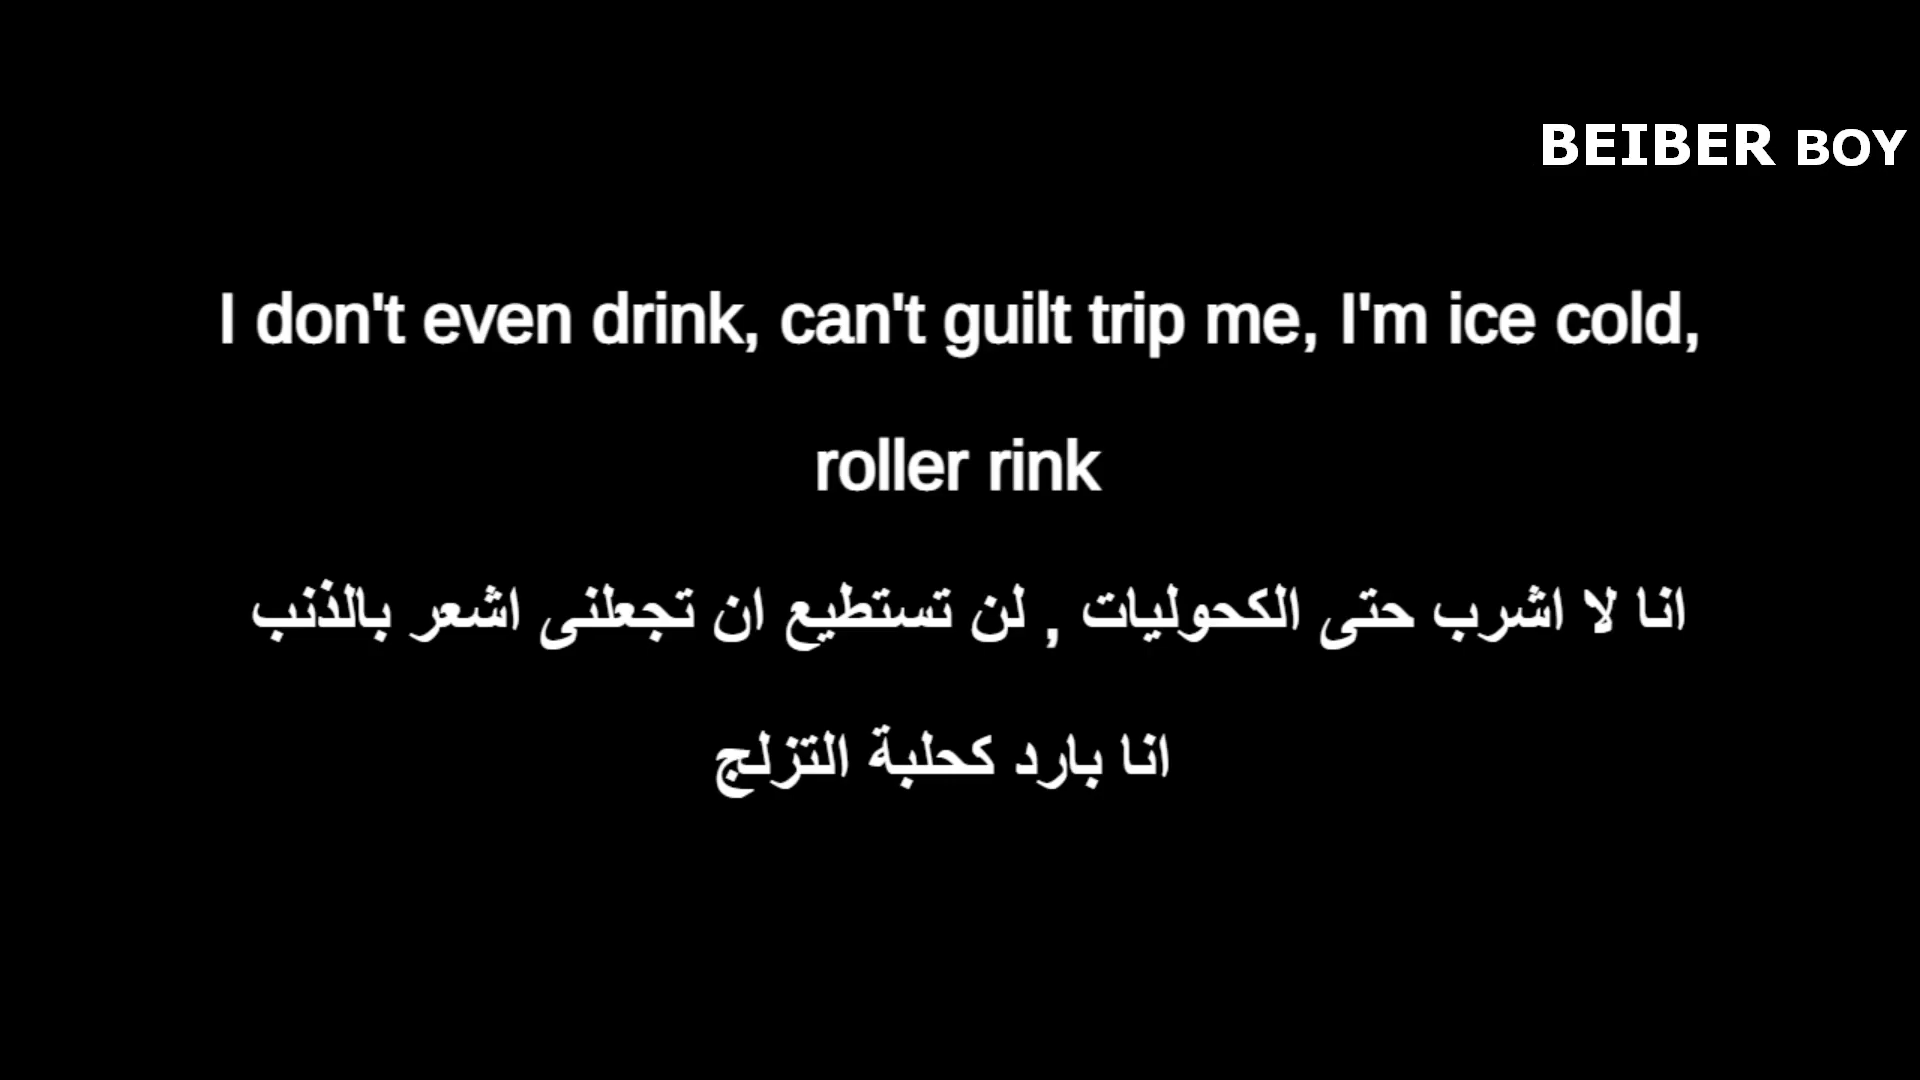 BEIBER BOY
I don't even drink, can't guilt trip me, I'm ice cold,
roller rink
انا لا اشرب حتى الكحوليات , لن تستطيع ان تجعلنى اشعر بالذنب
انا بارد كحلبة التزلج